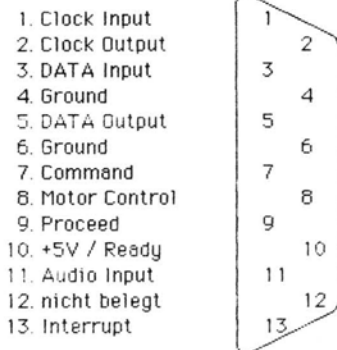 1. Clock Input
2. Clock Output
3. DATA Input
4. Ground
5. DATA Output
6. Ground
7. Command
8. Motor Control
9. Proceed
10. +5V / Ready
11. Audio Input
12. nicht belegt
13. Interrupt
1
2
3
4
5
6
7
8
9
10
11
12
13